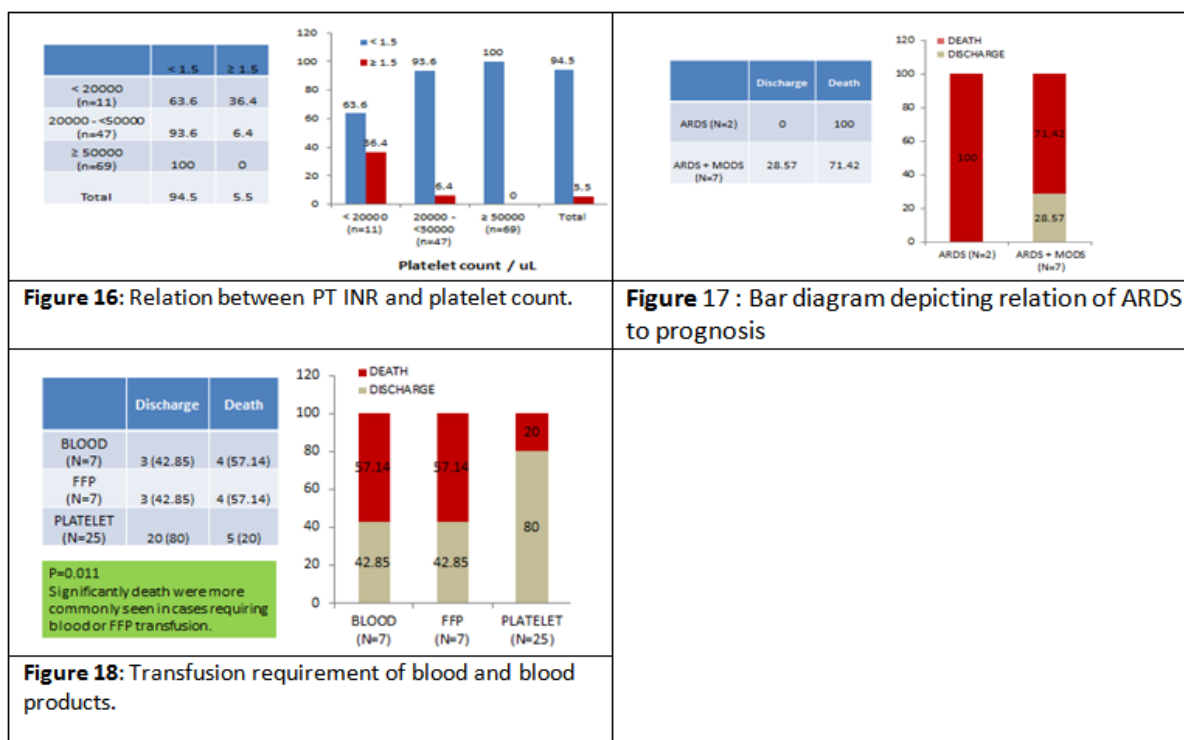 < 1.5 ≥ 1.5
< 20000
(n=11) 63.6 36.4
20000 - <50000
(n=47) 93.6 6.4
≥ 50000
(n=69) 100 0
Total 94.5 5.5
120
100
80
60
40
20
0
< 1.5
≥ 1.5
63.6
36.4
93.6
6.4
100
0
94.5
5.5
< 20000
(n=11)
20000 -
<50000
(n=47)
≥ 50000
(n=69)
Total
Platelet count / uL
Figure 16: Relation between PT INR and platelet count.
Discharge Death
ARDS (N=2) 0 100
ARDS + MODS
(N=7) 28.57 71.42
120
100
80
60
40
20
0
DEATH
DISCHARGE
100
71.42
28.57
ARDS (N=2)
ARDS + MODS
(N=7)
Figure 17 : Bar diagram depicting relation of ARDS
to prognosis
Discharge Death
BLOOD
(N=7) 3 (42.85) 4 (57.14)
FFP
(N=7) 3 (42.85) 4 (57.14)
PLATELET
(N=25) 20 (80) 5 (20)
P=0.011
Significantly death were more
commonly seen in cases requiring
blood or FFP transfusion.
120
100
80
60
40
20
0
DEATH
DISCHARGE
57.14
42.85
57.14
42.85
20
80
BLOOD
(N=7)
FFP
(N=7)
PLATELET
(N=25)
Figure 18: Transfusion requirement of blood and blood
products.